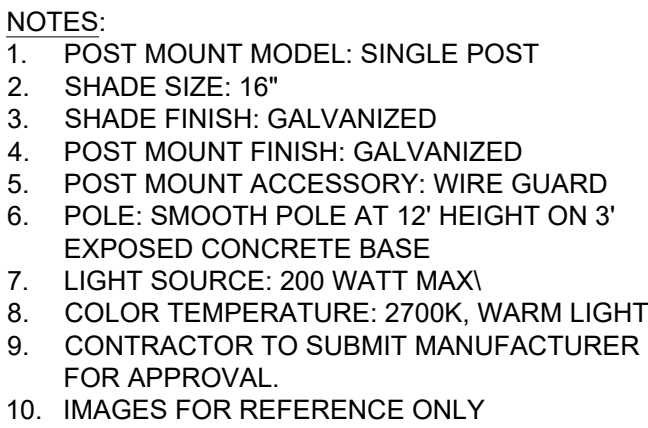 NOTES:
1. POST MOUNT MODEL: SINGLE POST
2. SHADE SIZE: 16"
3. SHADE FINISH: GALVANIZED
4. POST MOUNT FINISH: GALVANIZED
5. POST MOUNT ACCESSORY: WIRE GUARD
6. POLE: SMOOTH POLE AT 12' HEIGHT ON 3'
EXPOSED CONCRETE BASE
7. LIGHT SOURCE: 200 WATT MAX\
8. COLOR TEMPERATURE: 2700K, WARM LIGHT
9. CONTRACTOR TO SUBMIT MANUFACTURER
FOR APPROVAL.
10. IMAGES FOR REFERENCE ONLY